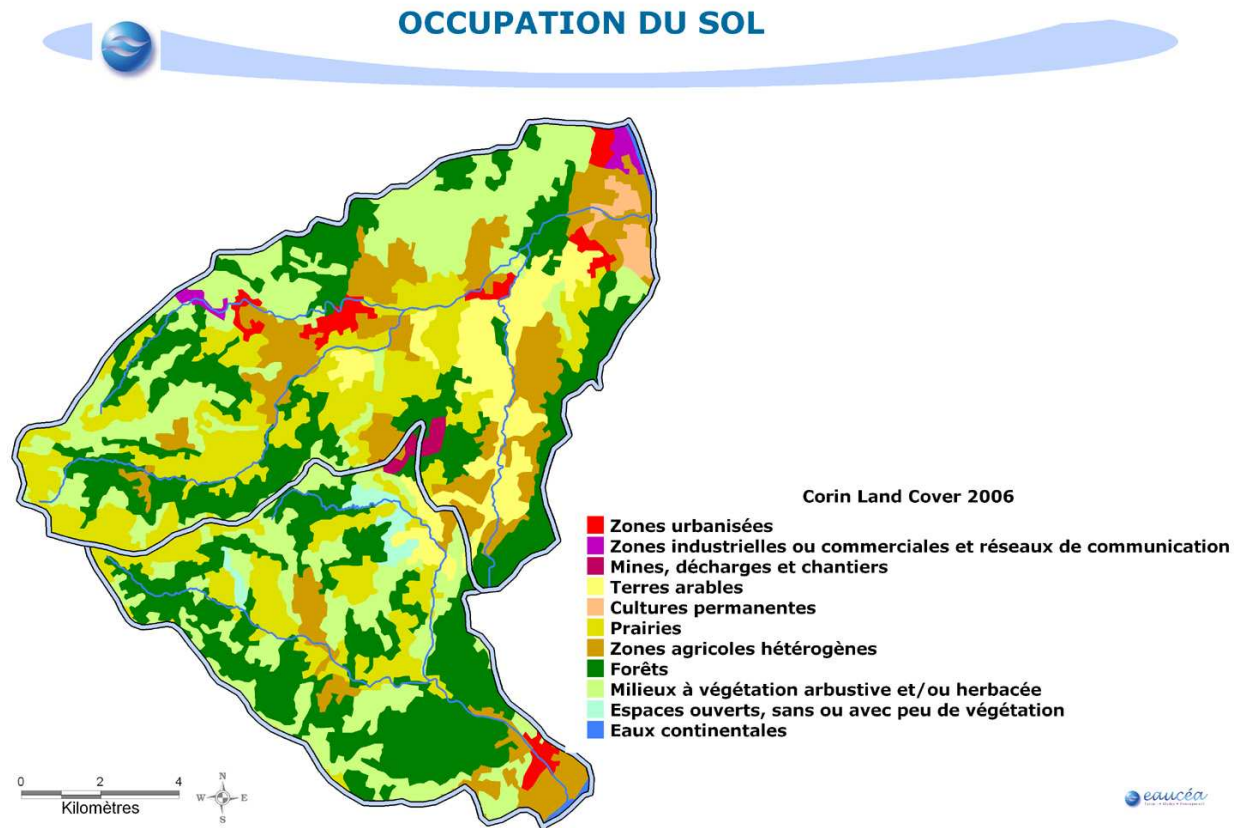 OCCUPATION DU SOL
Corin Land Cover 2006
Zones urbanisées
Zones industrielles ou commerciales et réseaux de communication
Mines, décharges et chantiers
Terres arables
Cultures permanentes
Prairies
Zones agricoles hétérogènes
Forêts
Milieux à végétation arbustive et/ou herbacée
Espaces ouverts, sans ou avec peu de végétation
Eaux continentales
0 2 4
Kilomètres
N
W E
S
eaucéa